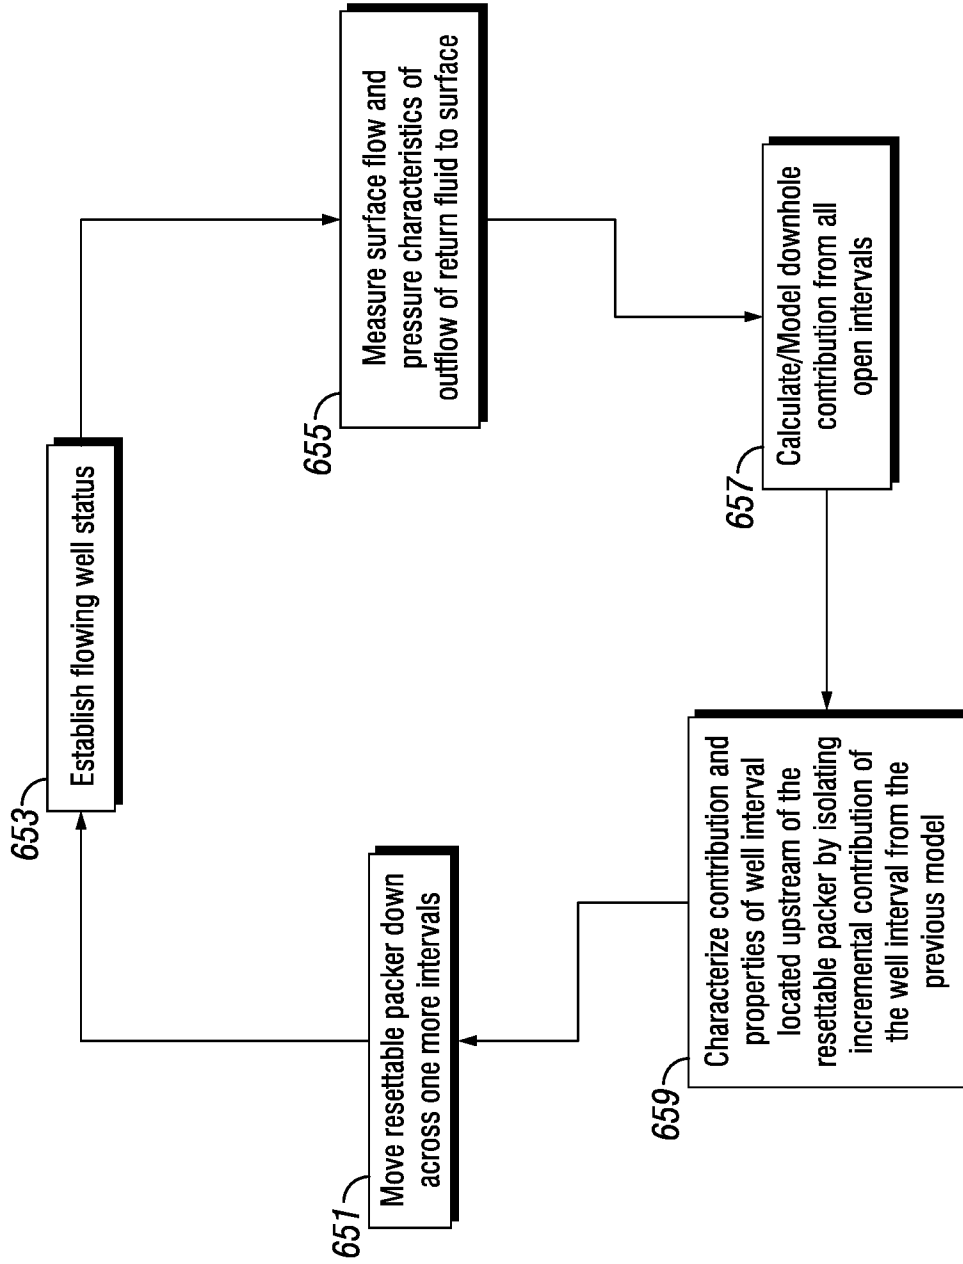 653
Establish flowing well status
655
Measure surface flow and
pressure characteristics of
outflow of return fluid to surface
657
Calculate/Model downhole
contribution from all
open intervals
659
Characterize contribution and
properties of well interval
located upstream of the
resettable packer by isolating
incremental contribution of
the well interval from the
previous model
651
Move resettable packer down
across one more intervals